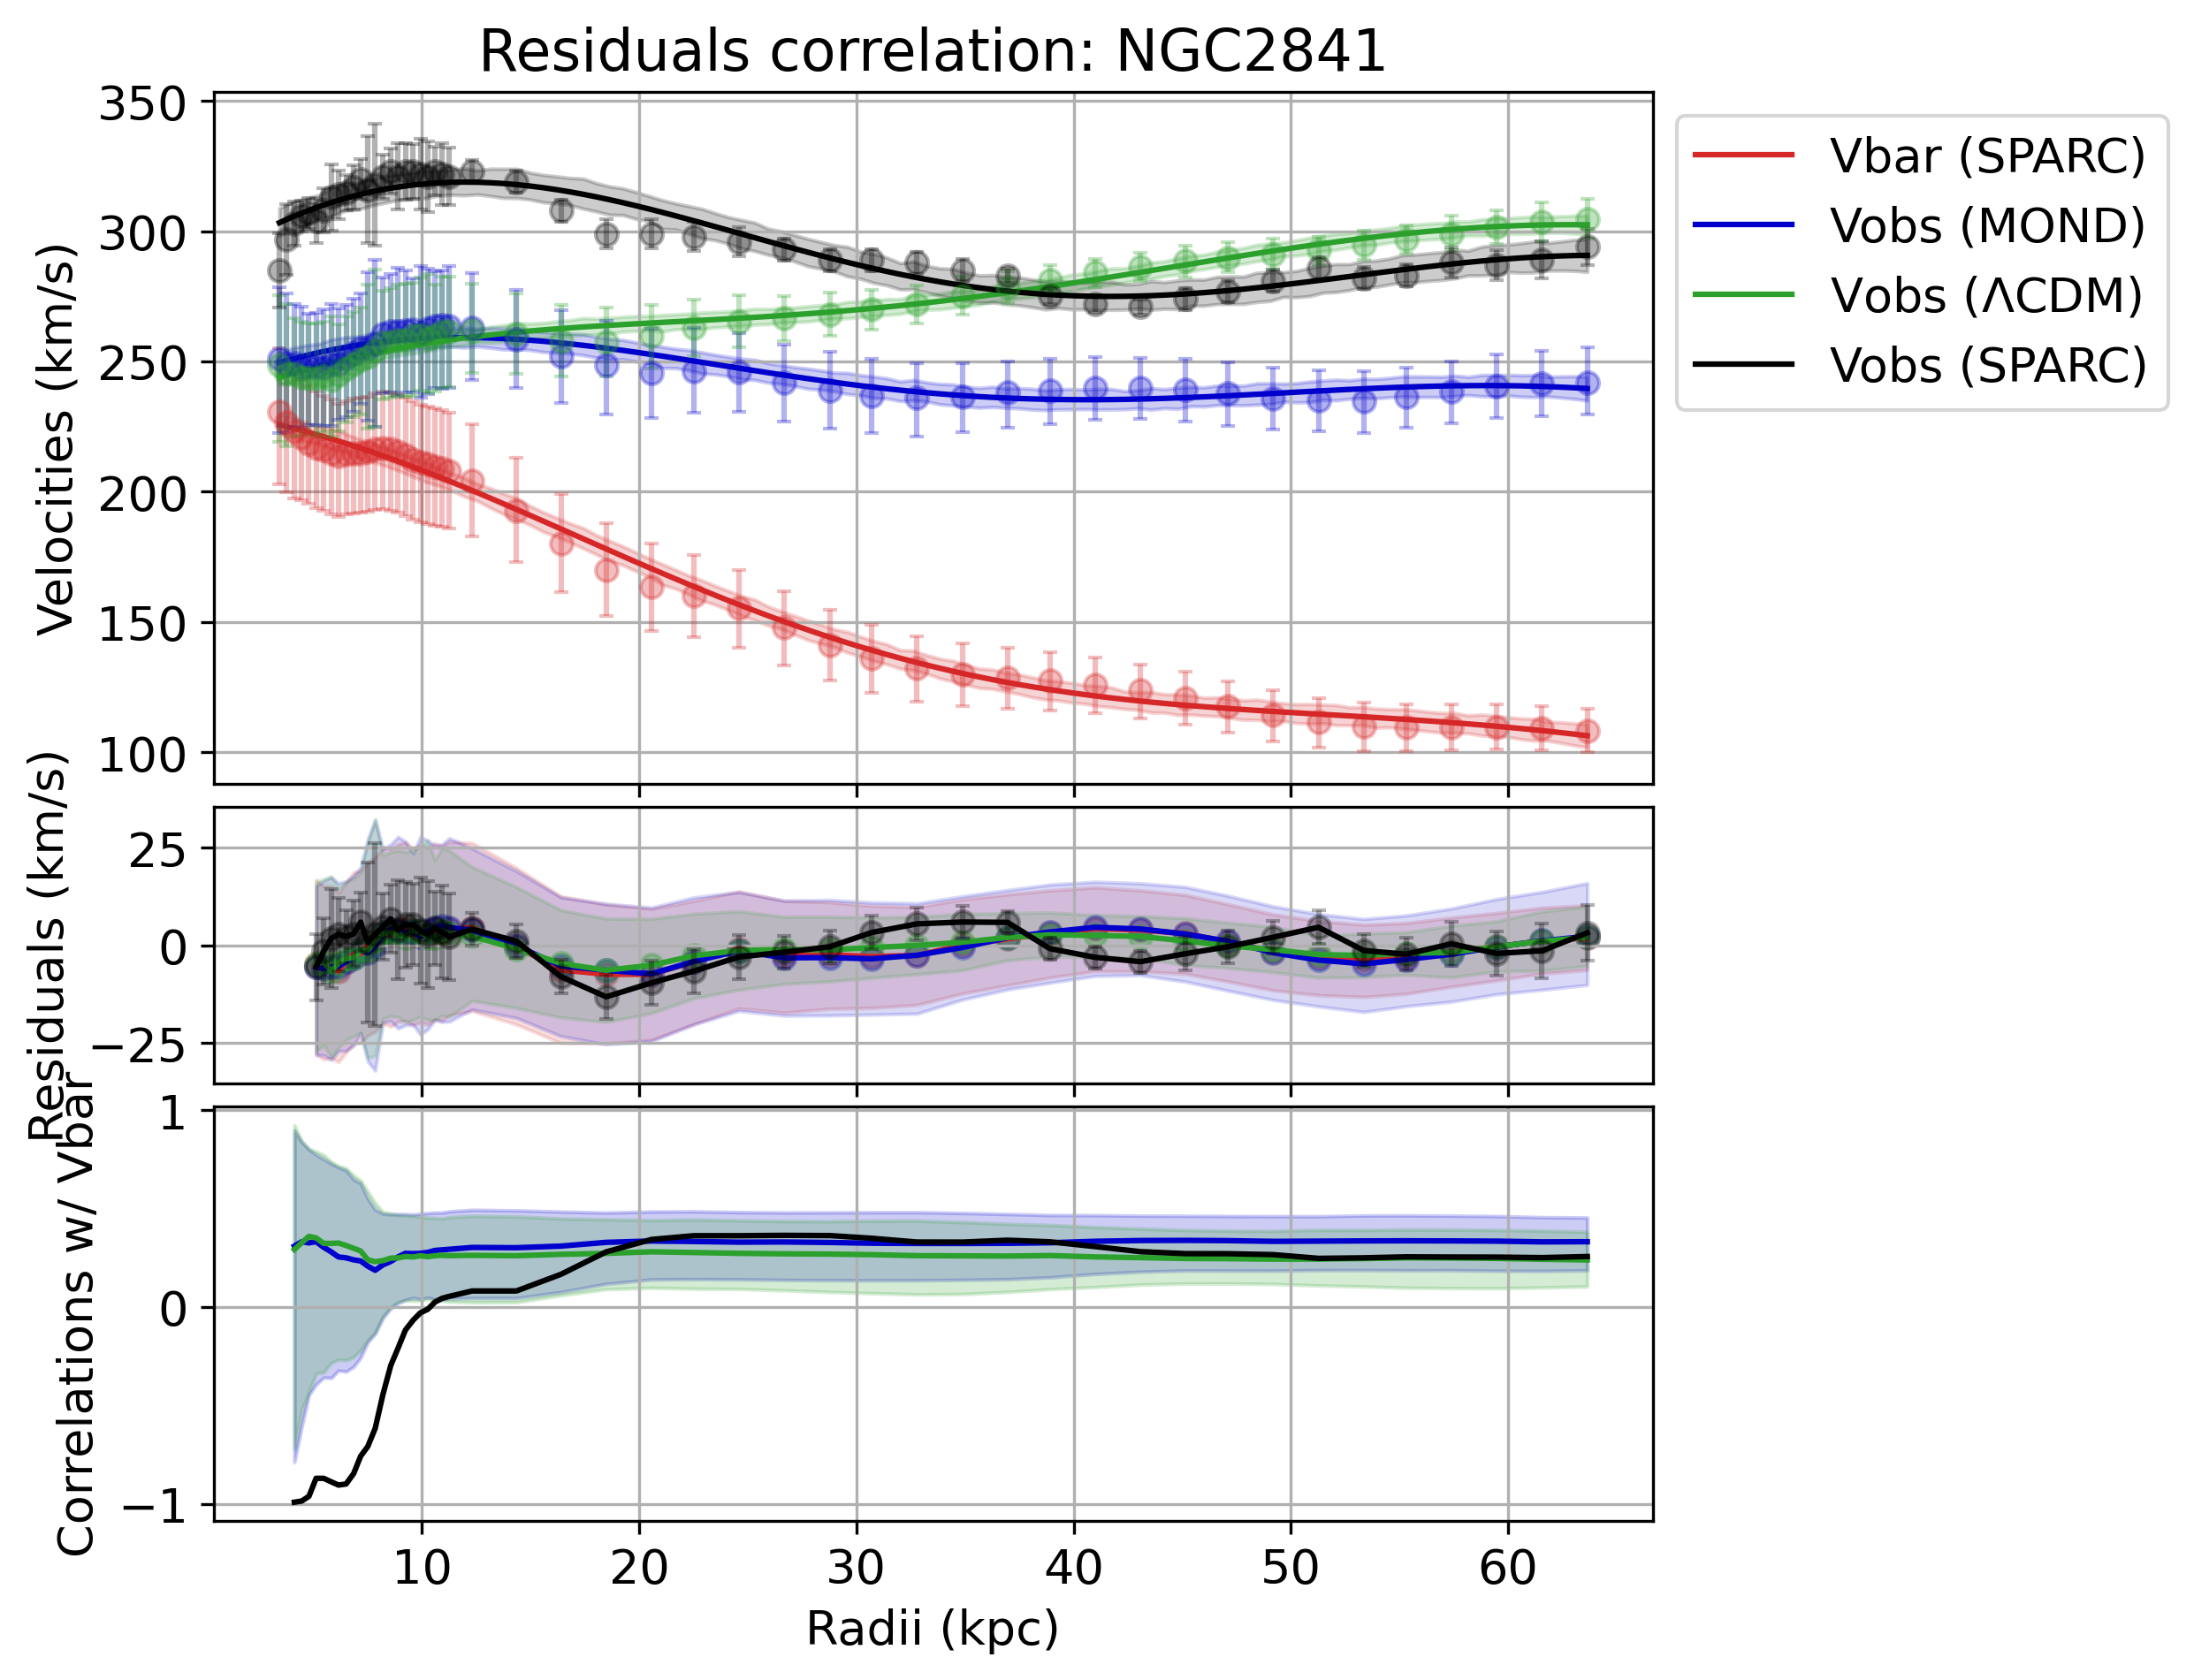 Residuals correlation: NGC2841
350
300
250
200
150
100
Velocities (km/s)
Vbar (SPARC)
Vobs (MOND)
Vobs (ΛCDM)
Vobs (SPARC)
25
0
−25
Residuals (km/s)
1
0
−1
Correlations w/ Vbar
10 20 30 40 50 60
Radii (kpc)